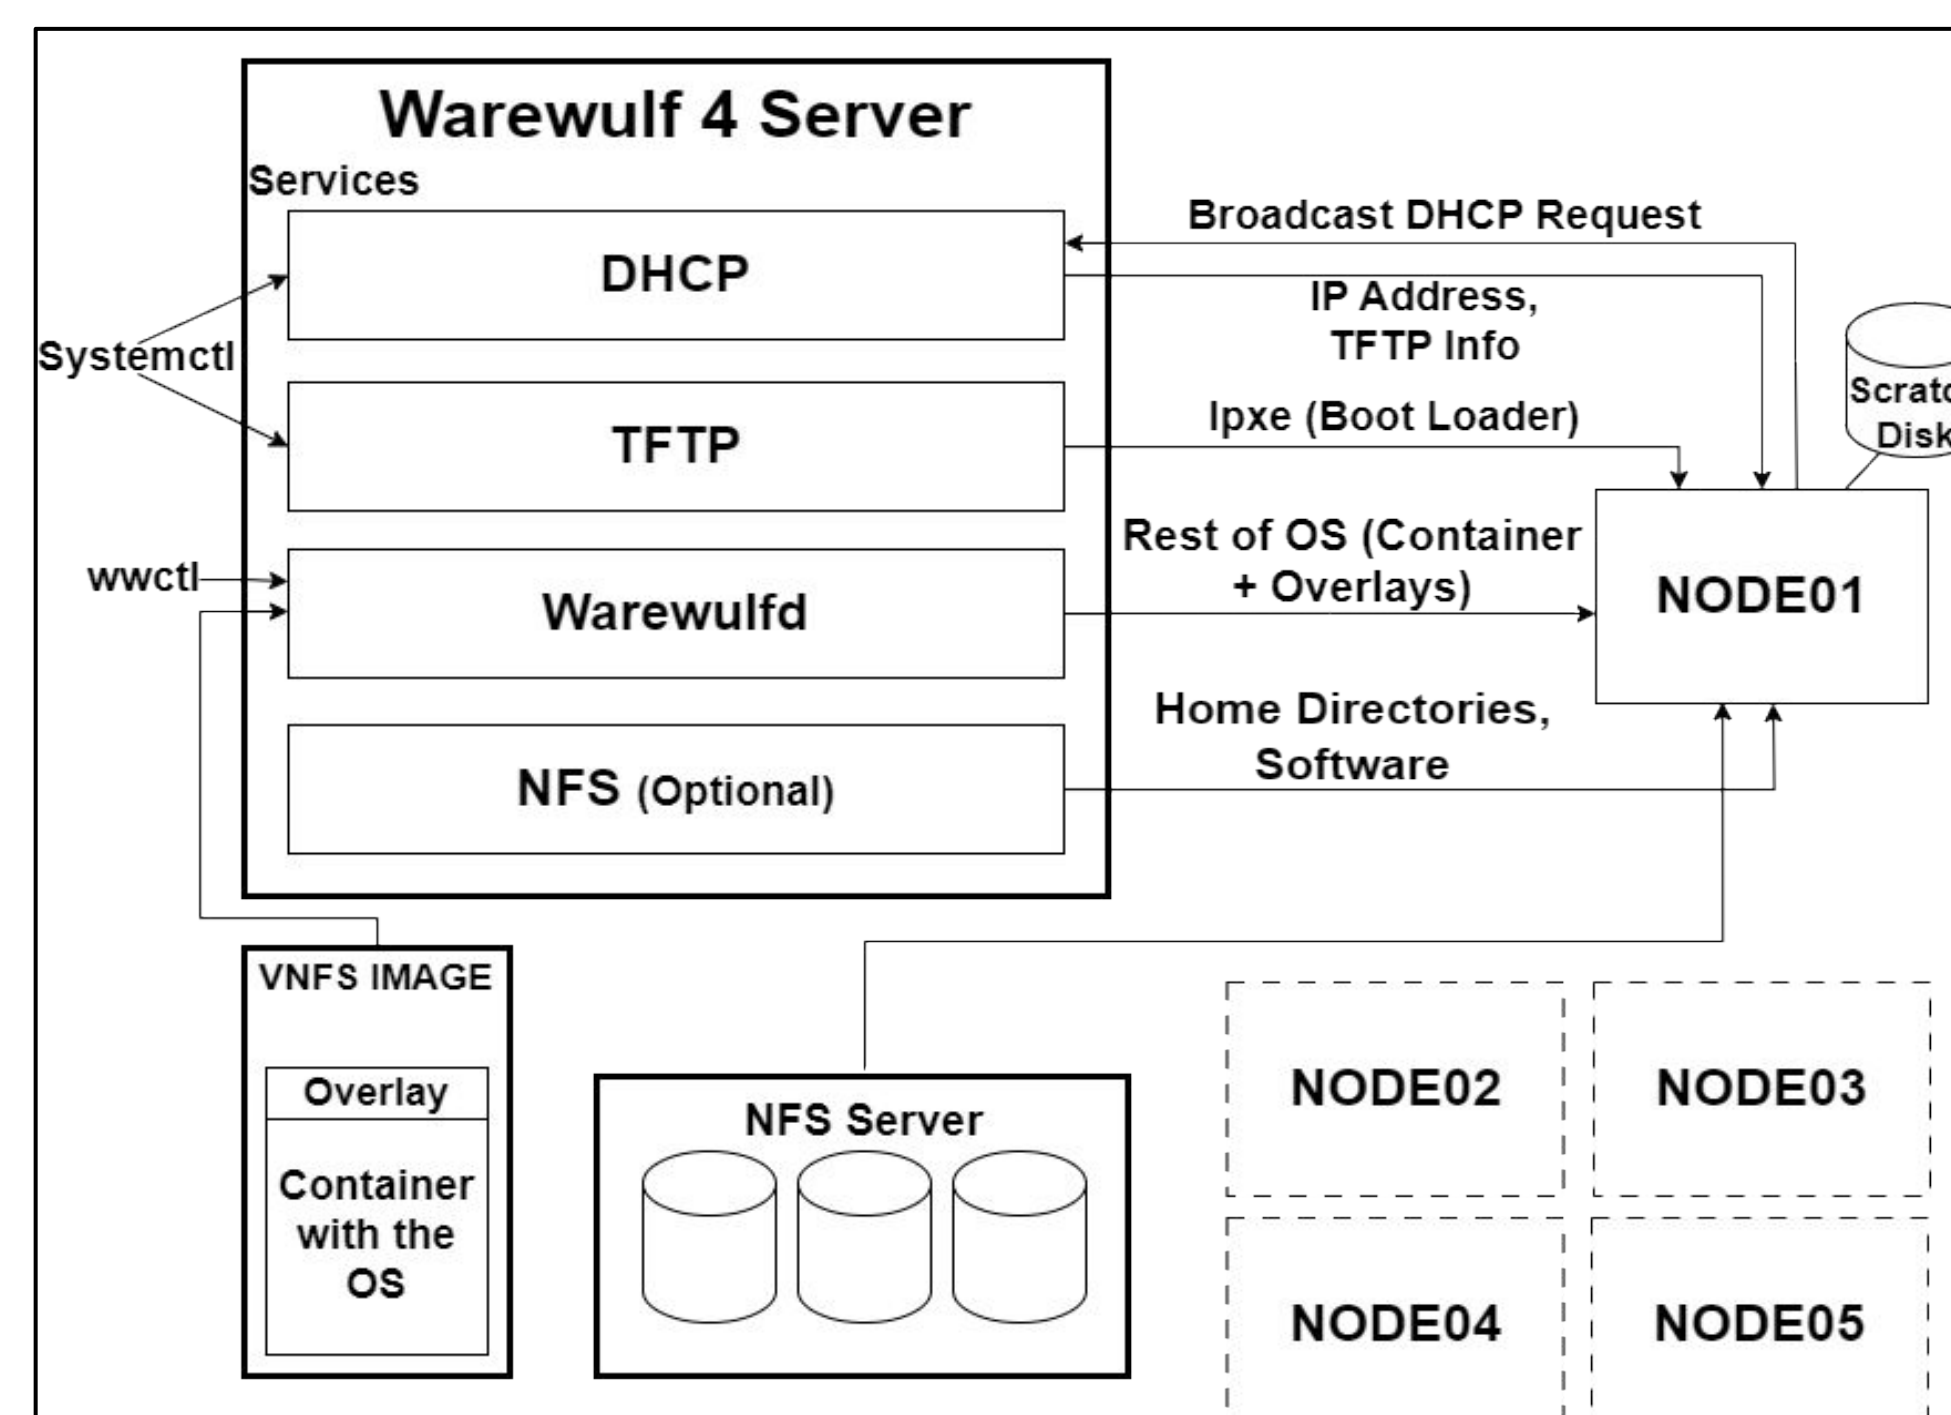 Warewulf 4 Server
Services
DHCP
Systemctl
TFTP
wwctl
Warewulfd
NFS (Optional)
Broadcast DHCP Request
IP Address,
TFTP Info
Ipxe (Boot Loader)
Rest of OS (Container
+ Overlays)
Home Directories,
Software
Disk
NODE01
VNFS IMAGE
Overlay
Container
with the
OS
NFS Server
NODE02
NODE03
NODE04
NODE05